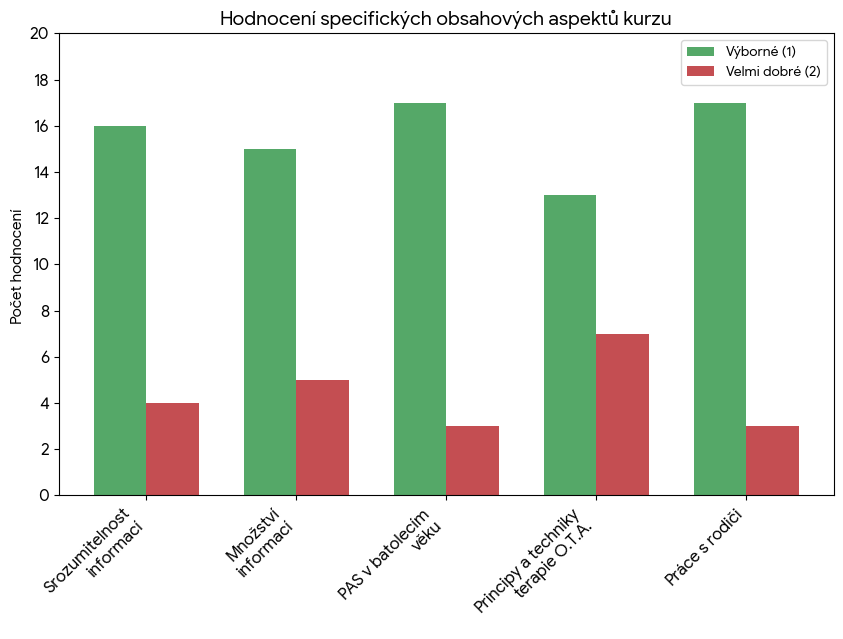 Hodnocení specifických obsahových aspektů kurzu
Výborné (1)
Velmi dobré (2)
Počet hodnocení
20
18
16
14
12
10
8
6
4
2
0
Srozumitelnost
informací
Množství
informací
PAS v batolecím
věku
Principy a techniky
terapie O.T.A.
Práce s rodiči